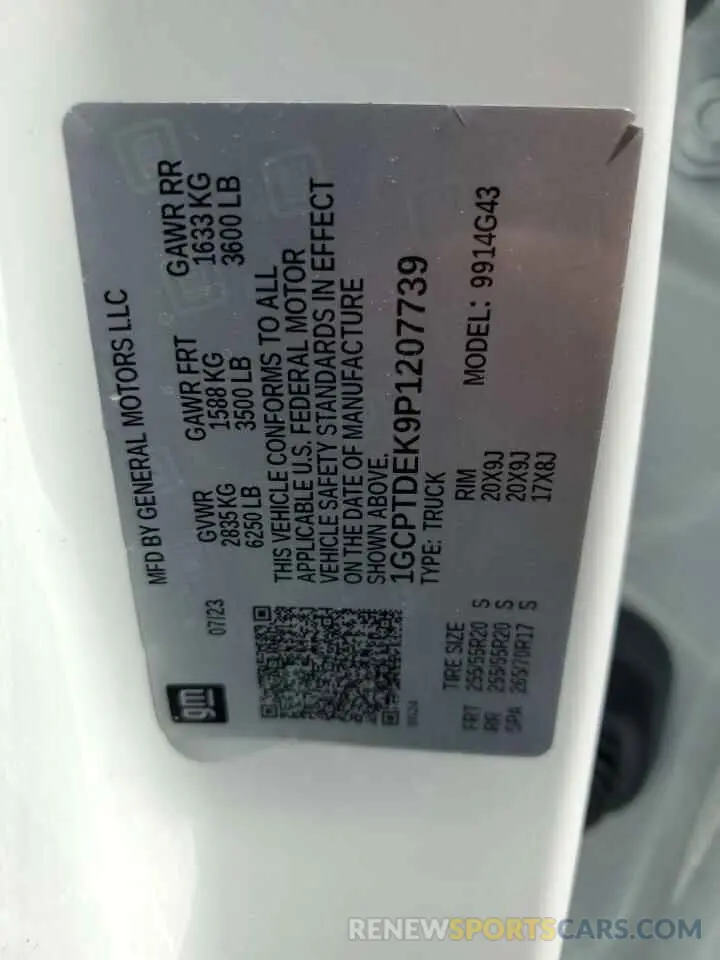 MFD BY GENERAL MOTORS LLC
gm
07/23
GVWR
2835 KG
6250 LB
GAWR FRT
1588 KG
3500 LB
GAWR RR
1633 KG
3600 LB
THIS VEHICLE CONFORMS TO ALL
APPLICABLE U.S. FEDERAL MOTOR
VEHICLE SAFETY STANDARDS IN EFFECT
ON THE DATE OF MANUFACTURE
SHOWN ABOVE.
1GCPTDEK9P1207739
TYPE: TRUCK
MODEL: 9914G43
TIRE SIZE RIM
FRT 255/55R20 S 20X9J
RR 255/55R20 S 20X9J
SPA 265/70R17 S 17X8J
RENEWSPORTSCARS.COM